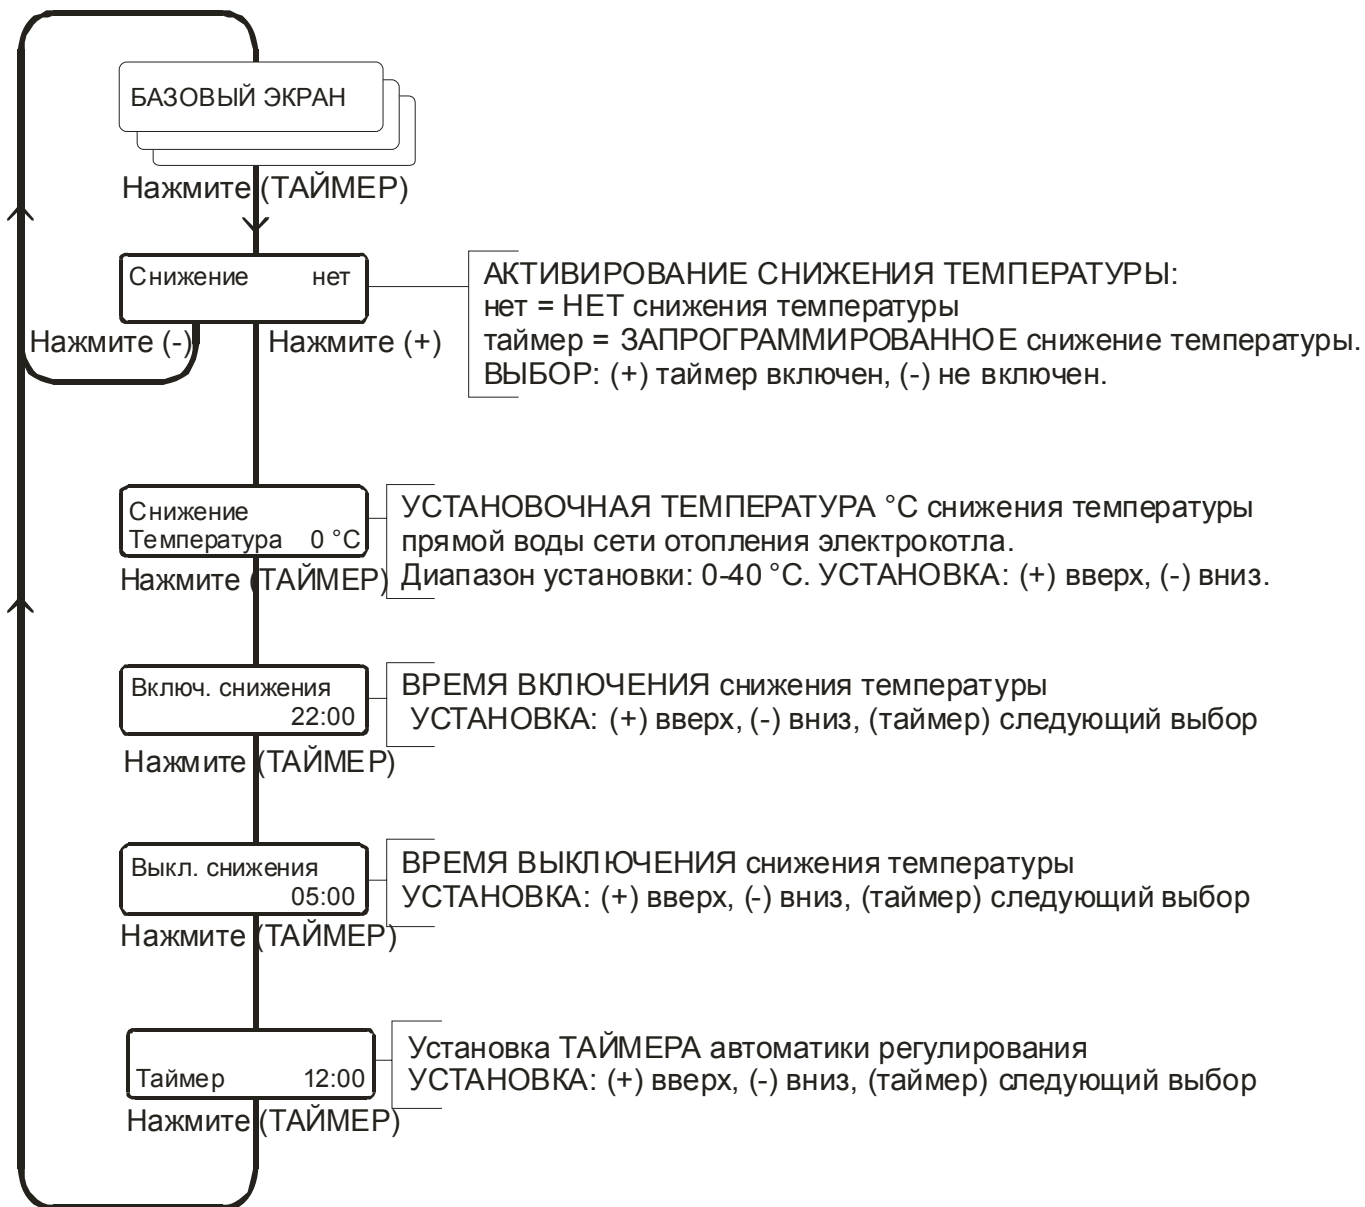 БАЗОВЫЙ ЭКРАН
Нажмите (ТАЙМЕР)
Снижение нет
Нажмите (-) Нажмите (+)
АКТИВИРОВАНИЕ СНИЖЕНИЯ ТЕМПЕРАТУРЫ:
нет = НЕТ снижения температуры
таймер = ЗАПРОГРАММИРОВАННОЕ снижение температуры.
ВЫБОР: (+) таймер включен, (-) не включен.
Снижение
Температура 0 °C
Нажмите (ТАЙМЕР)
УСТАНОВОЧНАЯ ТЕМПЕРАТУРА °C снижения температуры
прямой воды сети отопления электрокотла.
Диапазон установки: 0-40 °C. УСТАНОВКА: (+) вверх, (-) вниз.
Включ. снижения
22:00
Нажмите (ТАЙМЕР)
ВРЕМЯ ВКЛЮЧЕНИЯ снижения температуры
УСТАНОВКА: (+) вверх, (-) вниз, (таймер) следующий выбор
Выкл. снижения
05:00
Нажмите (ТАЙМЕР)
ВРЕМЯ ВЫКЛЮЧЕНИЯ снижения температуры
УСТАНОВКА: (+) вверх, (-) вниз, (таймер) следующий выбор
Таймер 12:00
Нажмите (ТАЙМЕР)
Установка ТАЙМЕРА автоматики регулирования
УСТАНОВКА: (+) вверх, (-) вниз, (таймер) следующий выбор